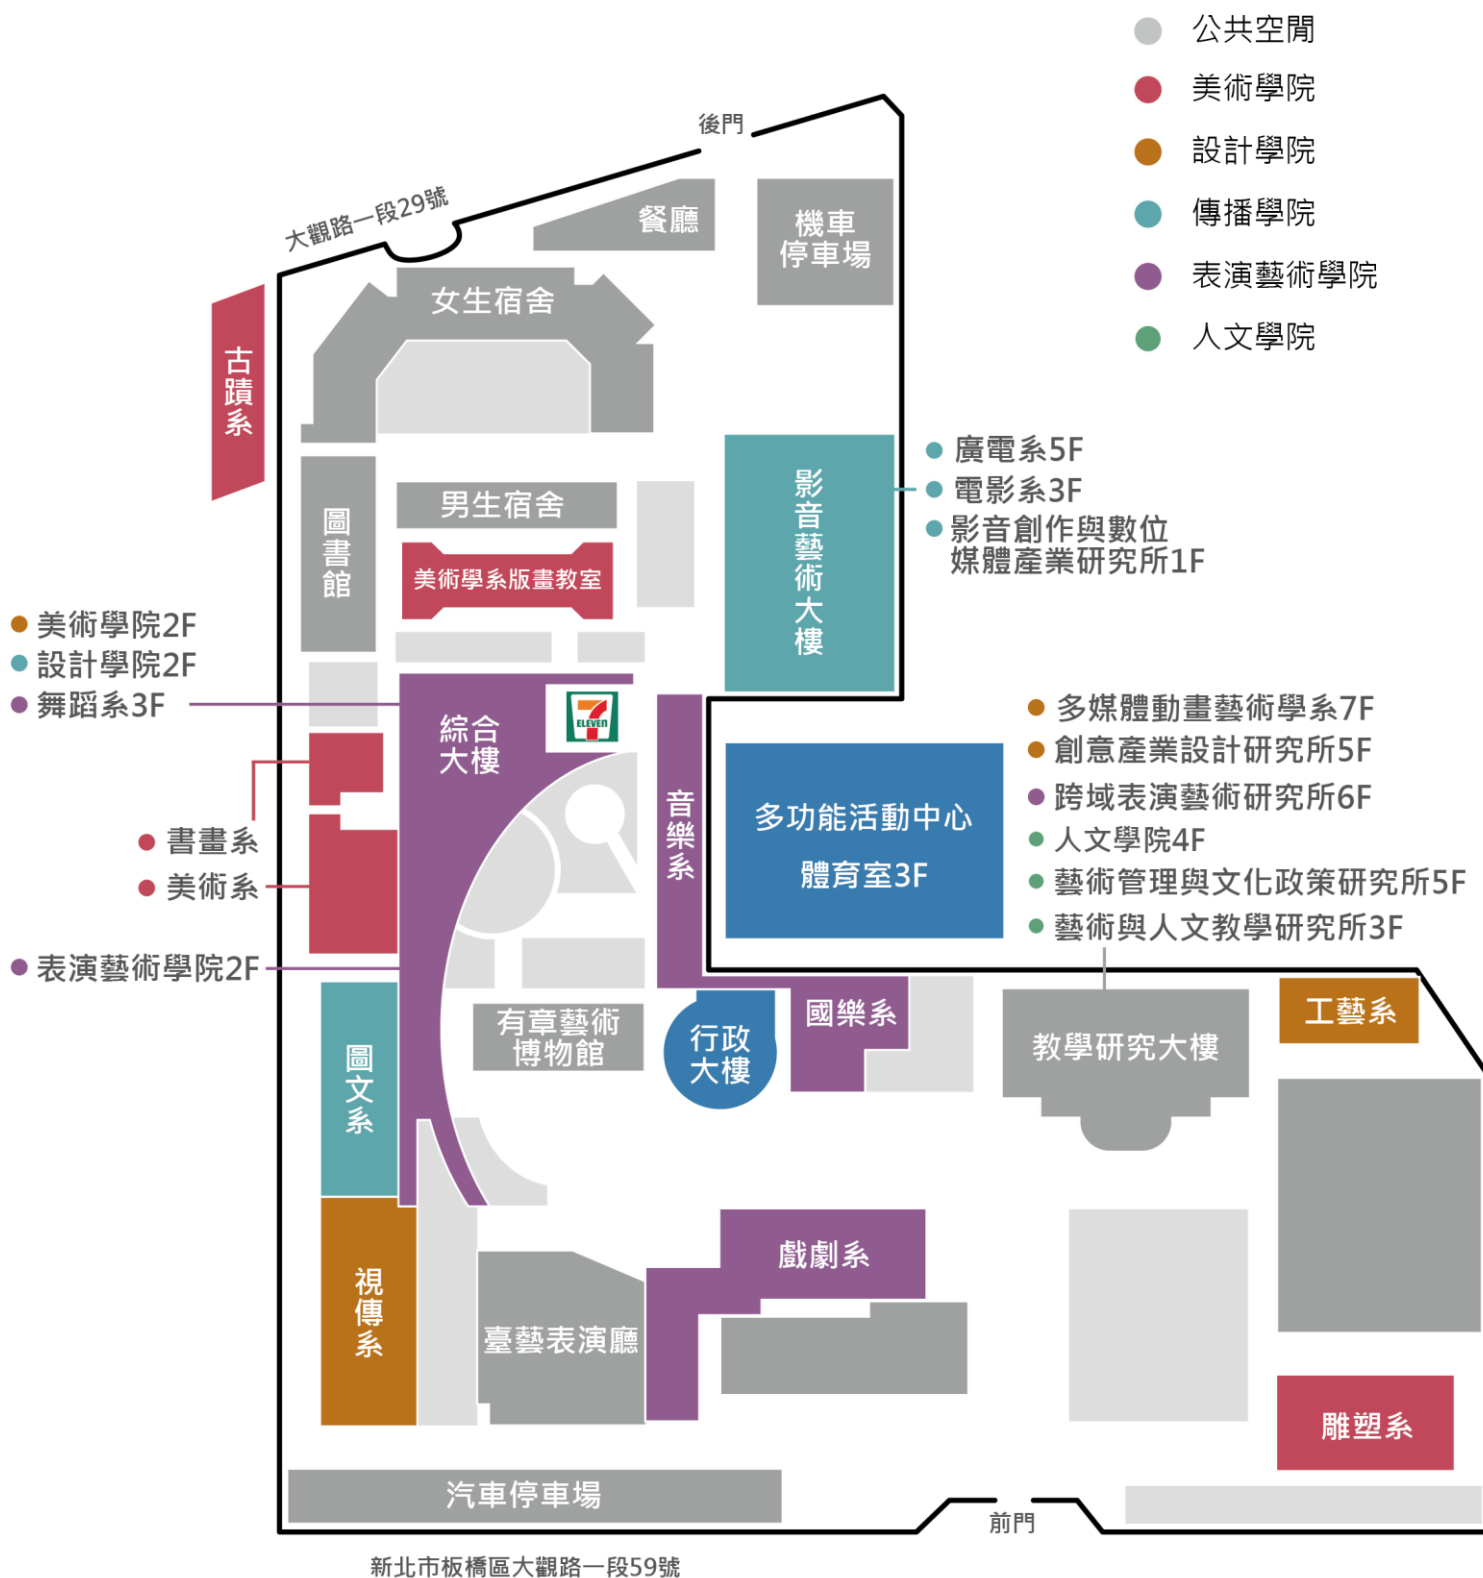 公共空閒
美術學院
設計學院
傳播學院
表演藝術學院
人文學院
後門
大觀路一段29號
餐廳
機車
停車場
女生宿舍
古蹟系
圖書館
男生宿舍
美術學系版畫教室
影音藝術大樓
廣電系5F
電影系3F
影音創作與數位
媒體產業研究所1F
美術學院2F
設計學院2F
舞蹈系3F
綜合
大樓
7
ELEVEN
音樂系
多功能活動中心
體育室3F
多媒體動畫藝術學系7F
創意產業設計研究所5F
跨域表演藝術研究所6F
人文學院4F
藝術管理與文化政策研究所5F
藝術與人文教學研究所3F
書畫系
美術系
表演藝術學院2F
圖文系
有章藝術
博物館
行政
大樓
國樂系
教學研究大樓
工藝系
視傳系
臺藝表演廳
戲劇系
雕塑系
汽車停車場
前門
新北市板橋區大觀路一段59號